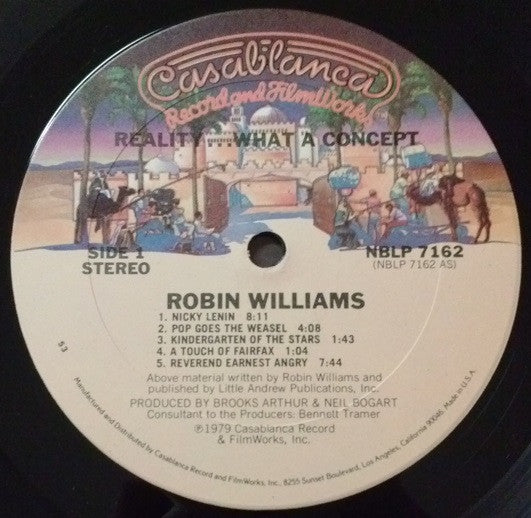 Casablanca
Record and FilmWorks
REALITY...WHAT A CONCEPT
SIDE 1
STEREO
NBLP 7162
(NBLP 7162 AS)
ROBIN WILLIAMS
1. NICKY LENIN 8:11
2. POP GOES THE WEASEL 4:08
3. KINDERGARTEN OF THE STARS 1:43
4. A TOUCH OF FAIRFAX 1:04
5. REVEREND EARNEST ANGRY 7:44
53
Above material written by Robin Williams and
published by Little Andrew Publications, Inc.
PRODUCED BY BROOKS ARTHUR & NEIL BOGART
Consultant to the Producers: Bennett Tramer
℗1979 Casablanca Record
& FilmWorks, Inc.
Manufactured and Distributed by Casablanca Record and FilmWorks, Inc., 8255 Sunset Boulevard, Los Angeles, California 90046. Made in U.S.A.